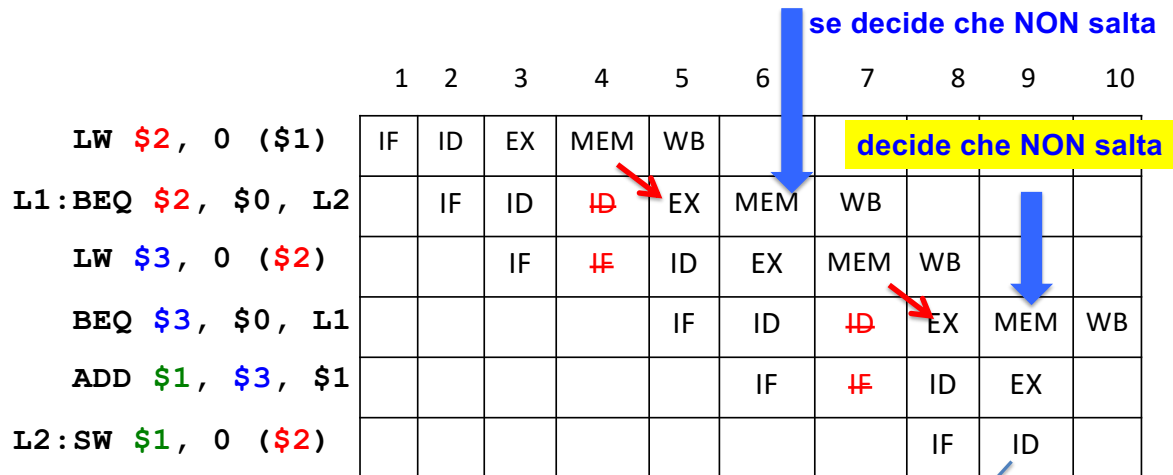 se decide che NON salta
1 2 3 4 5 6 7 8 9 10
LW $2, 0 ($1) IF ID EX MEM WB
decide che NON salta
L1:BEQ $2, $0, L2 IF ID ID EX MEM WB
LW $3, 0 ($2) IF IF ID EX MEM WB
BEQ $3, $0, L1 IF ID ID EX MEM WB
ADD $1, $3, $1 IF IF ID EX
L2:SW $1, 0 ($2) IF ID